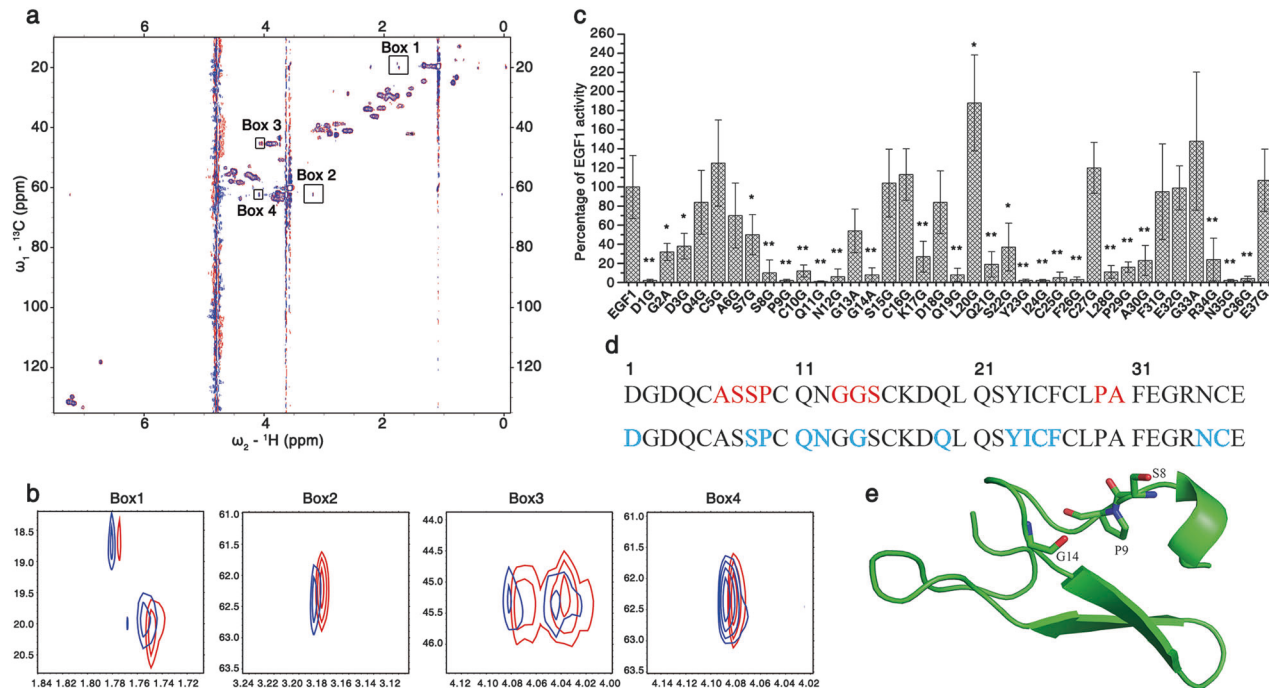 a
6 4 2 0
Box 1
Box 3
Box 2
Box 4
20 20
40 40
60 60
80 80
100 100
120 120
ω1 - 13C (ppm)
6 4 2 0
ω2 - 1H (ppm)
b
Box1
18.5
19.0
19.5
20.0
20.5
1.84 1.82 1.80 1.78 1.76 1.74 1.72 1.70
Box2
61.0
61.5
62.0
62.5
63.0
63.5
3.24 3.22 3.20 3.18 3.16 3.14 3.12
Box3
44.0
44.5
45.0
45.5
46.0
4.12 4.10 4.08 4.06 4.04 4.02 4.00
Box4
61.0
61.5
62.0
62.5
63.0
63.5
4.14 4.12 4.10 4.08 4.06 4.04 4.02
c
Percentage of EGF1 activity
260
240
220
200
180
160
140
120
100
80
60
40
20
0
** * * * ** ** ** ** ** ** ** ** * ** * ** ** ** ** ** ** ** ** ** **
EGF1 D1G G2A D3G Q4G C5G A6G S7G S8G P9G C10G Q11G N12G G13A G14A S15G C16G K17G D18G Q19G L20G Q21G S22G Y23G I24G C25G F26G C27G L28G P29G A30G F31G E32G G33A R34G N35G C36G E37G
d
1 11 21 31
DGDQCASSPC QNGGSCKDQL QSYICFCLPA FEGRNCE
DGDQCASSPC QNGGSCKDQL QSYICFCLPA FEGRNCE
e
S8
P9
G14